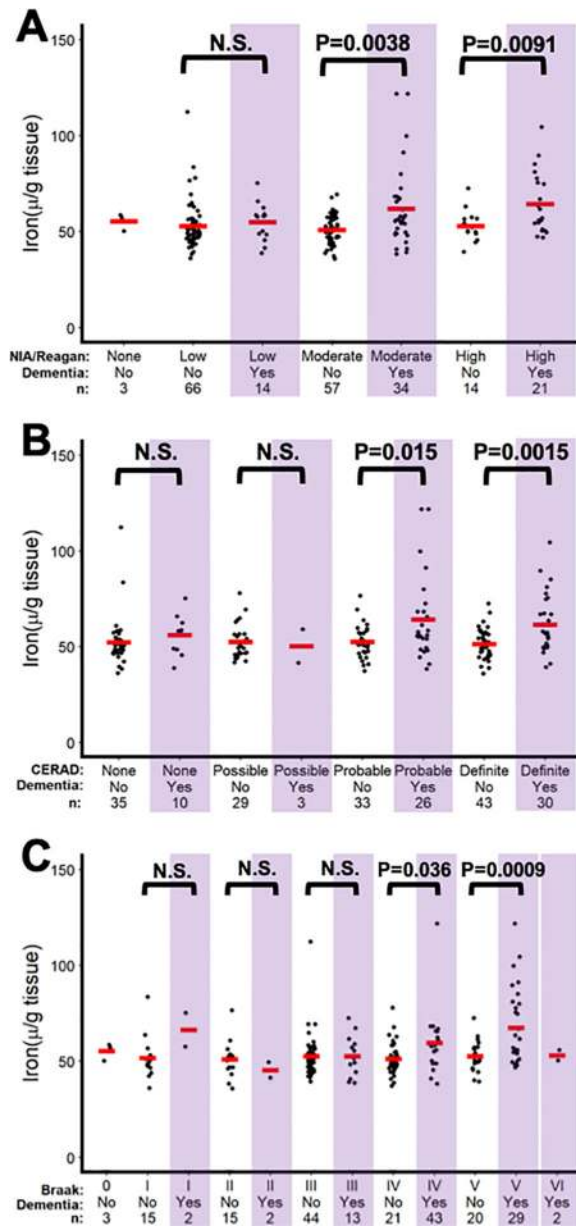 A
N.S. P=0.0038 P=0.0091
150
100
50
0
Iron(μ/g tissue)
NIA/Reagan: None Low Low Moderate Moderate High High
Dementia: No No Yes No Yes No Yes
n: 3 66 14 57 34 14 21
B
N.S. N.S. P=0.015 P=0.0015
150
100
50
0
Iron(μ/g tissue)
CERAD: None None Possible Possible Probable Probable Definite Definite
Dementia: No Yes No Yes No Yes No Yes
n: 35 10 29 3 33 26 43 30
C
N.S. N.S. N.S. P=0.036 P=0.0009
150
100
50
0
Iron(μ/g tissue)
Braak: 0 I I II II III III IV IV V V VI
Dementia: No No Yes No Yes No Yes No Yes No Yes Yes
n: 3 15 2 15 2 44 13 21 43 20 29 2